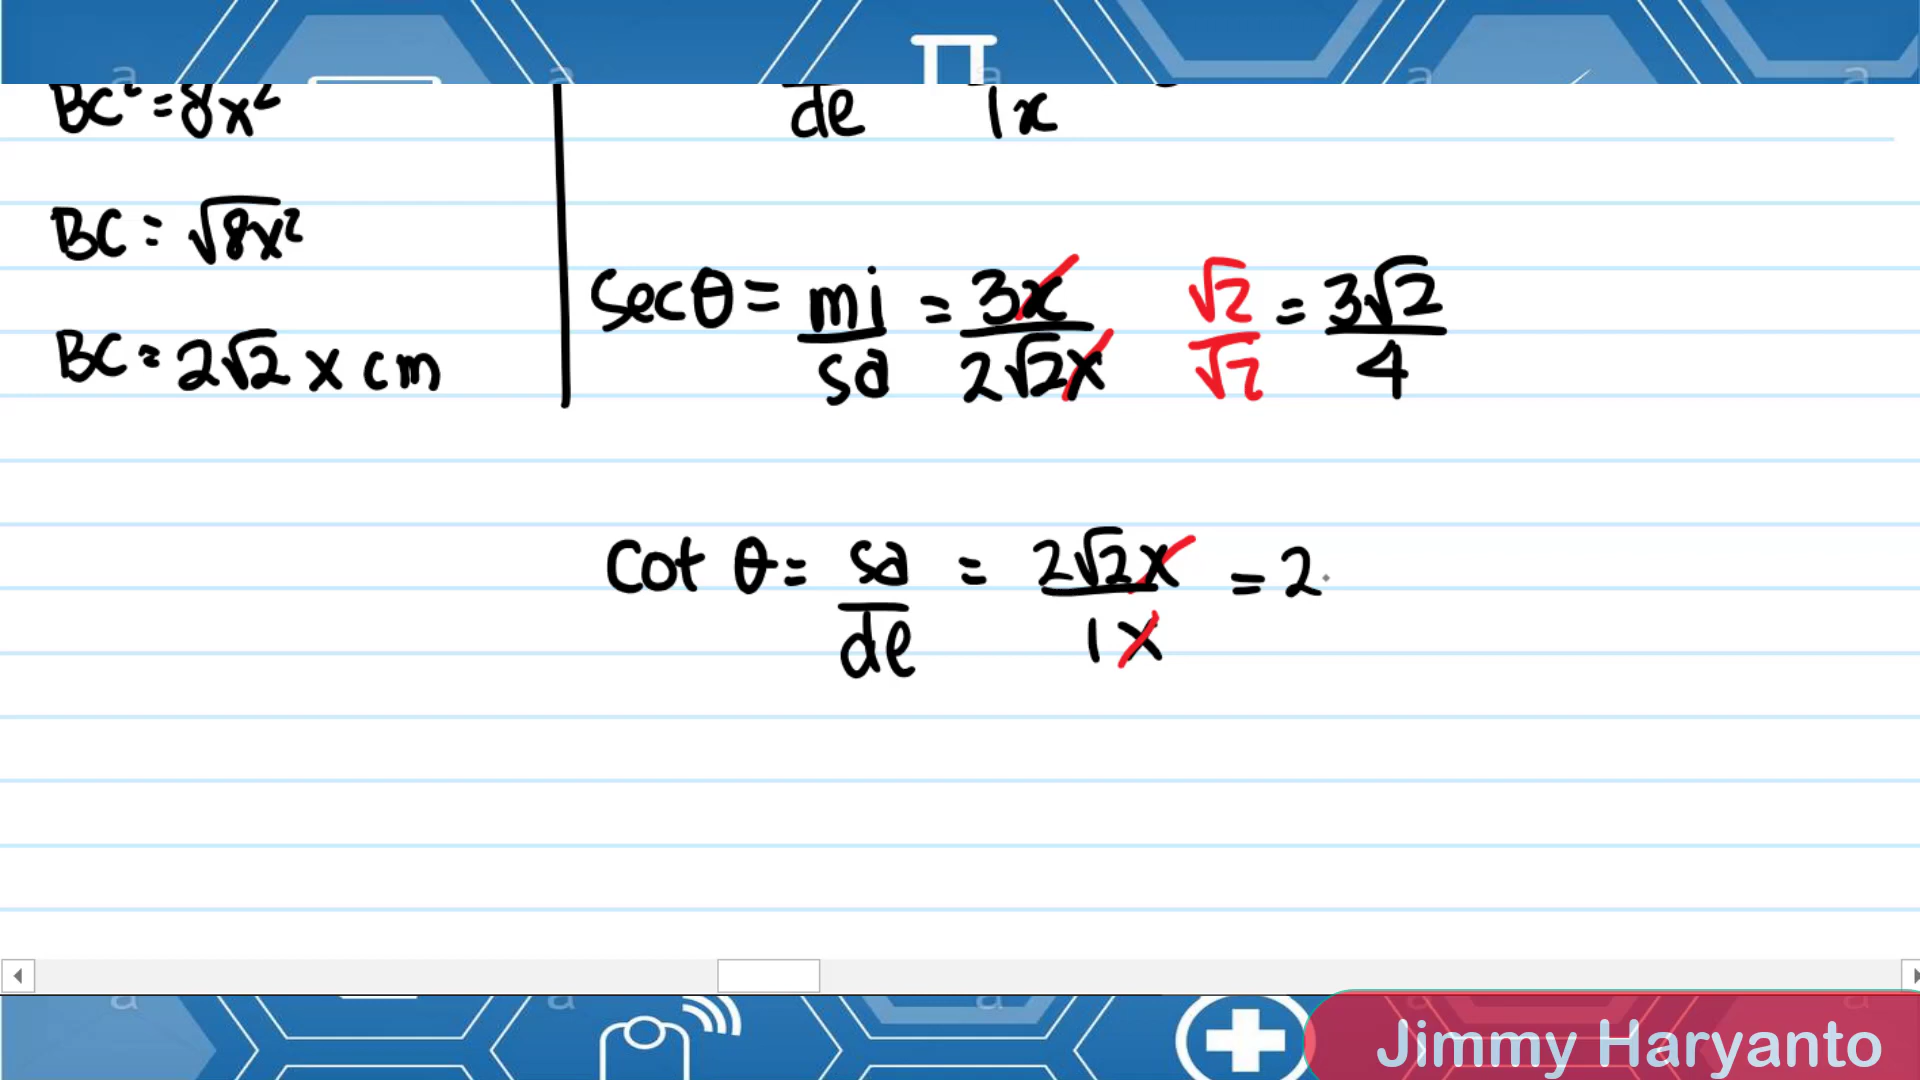 BC² = 8x²
BC = √8x²
BC = 2√2 x cm
de 1x
sec θ = mi/sa = 3x/2√2x √2/√2 = 3√2/4
cot θ = sa/de = 2√2x/1x = 2
Jimmy Haryanto